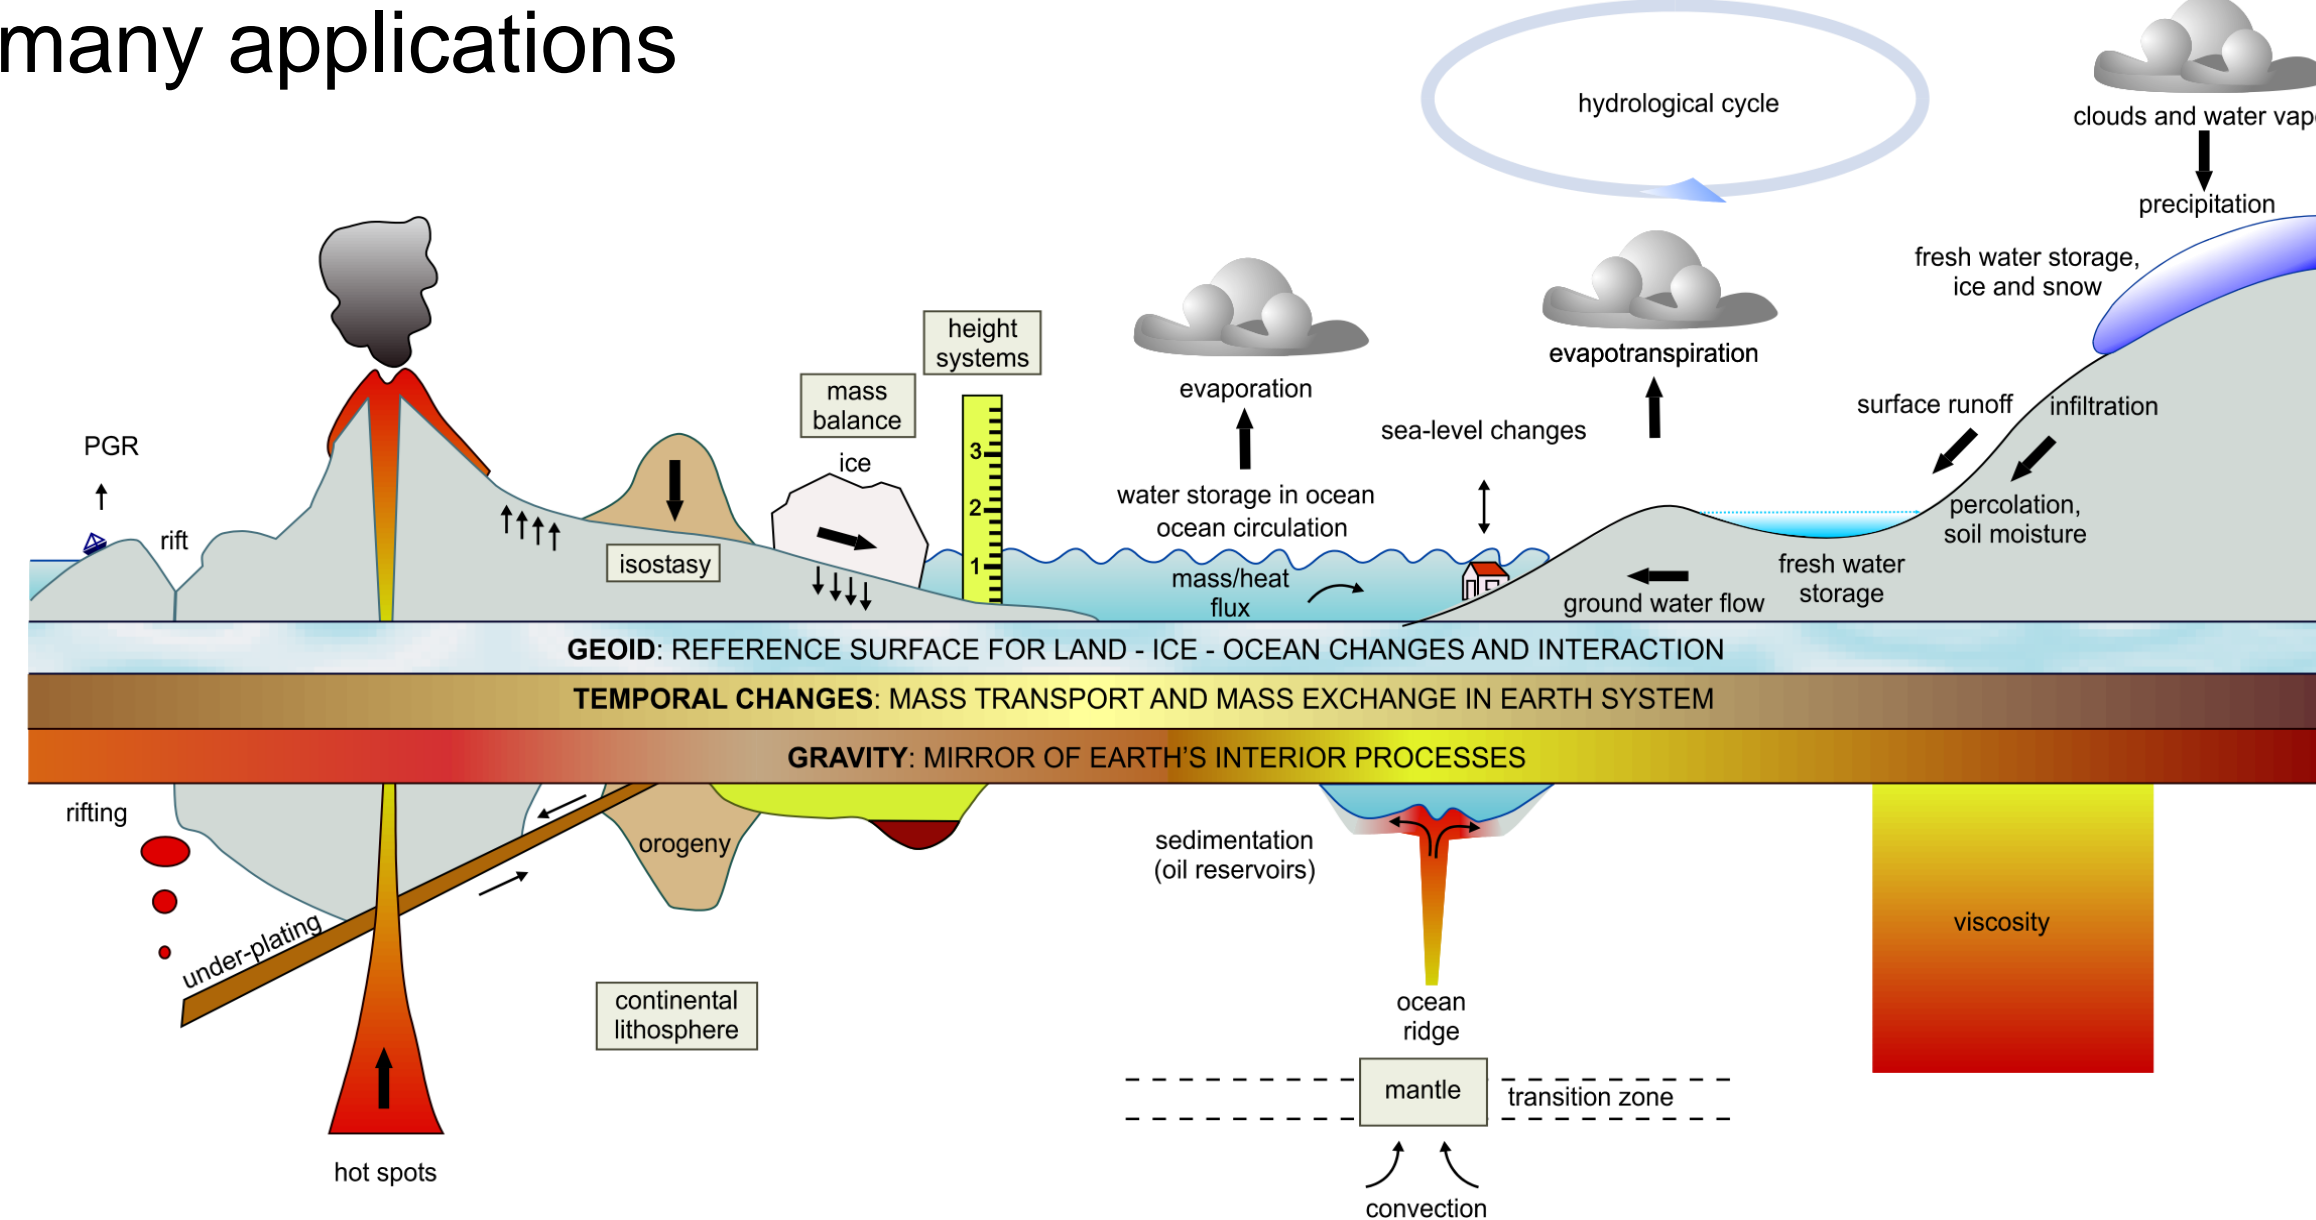 many applications
hydrological cycle
clouds and water vap
precipitation
fresh water storage,
ice and snow
height
systems
mass
balance
evaporation
evapotranspiration
surface runoff
infiltration
sea-level changes
PGR
ice
3
2
1
water storage in ocean
ocean circulation
percolation,
soil moisture
rift
isostasy
mass/heat
flux
fresh water
storage
ground water flow
GEOID: REFERENCE SURFACE FOR LAND - ICE - OCEAN CHANGES AND INTERACTION
TEMPORAL CHANGES: MASS TRANSPORT AND MASS EXCHANGE IN EARTH SYSTEM
GRAVITY: MIRROR OF EARTH'S INTERIOR PROCESSES
rifting
orogeny
sedimentation
(oil reservoirs)
under-plating
viscosity
continental
lithosphere
ocean
ridge
mantle
transition zone
hot spots
convection